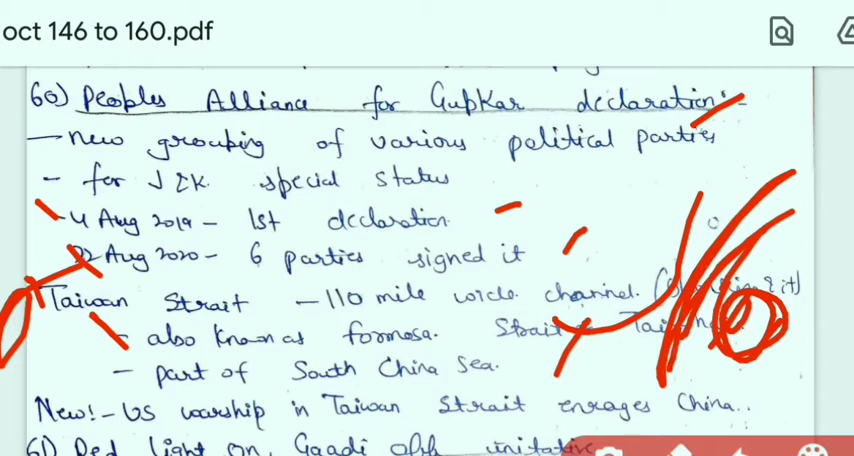 oct 146 to 160.pdf
60) Peoples Alliance for Gupkar declaration:-
- new grouping of various political parties
- for J&K special status
- 4 Aug 2019 - 1st declaration
22 Aug 2020 - 6 parties signed it
Taiwan Strait - 110 mile wide channel. ( & it)
- also known as formosa. Strait
- part of South China Sea.
New:- US warship in Taiwan Strait enrages China..
61) Red light on, Gaadi off initiative